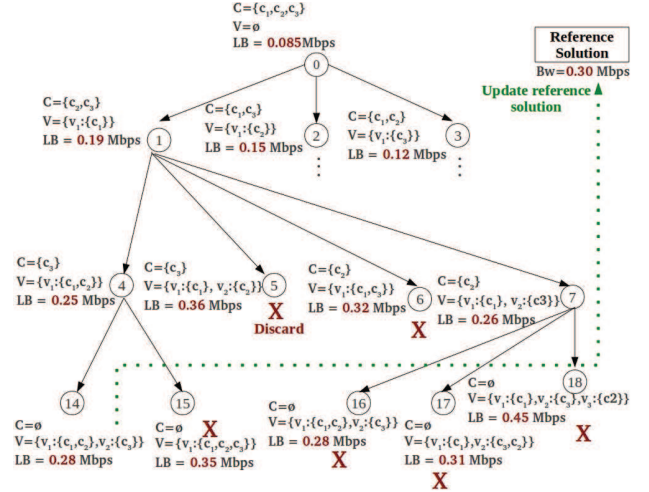 C={c₁,c₂,c₃}
V=ø
LB = 0.085Mbps
0
Reference
Solution
Bw=0.30 Mbps
Update reference
solution
C={c₂,c₃}
V={v₁:{c₁}}
LB = 0.19 Mbps
1
C={c₁,c₃}
V={v₁:{c₂}}
LB = 0.15 Mbps
2
C={c₁,c₂}
V={v₁:{c₃}}
LB = 0.12 Mbps
3
C={c₃}
V={v₁:{c₁,c₂}}
LB = 0.25 Mbps
4
C={c₃}
V={v₁:{c₁}, v₂:{c₂}}
LB = 0.36 Mbps
5
X
Discard
C={c₂}
V={v₁:{c₁,c₃}}
LB = 0.32 Mbps
6
X
C={c₂}
V={v₁:{c₁}, v₂:{c3}}
LB = 0.26 Mbps
7
14
C=ø
V={v₁:{c₁,c₂},v₂:{c₃}}
LB = 0.28 Mbps
15
X
C=ø
V={v₁:{c₁,c₂,c₃}}
LB = 0.35 Mbps
16
C=ø
V={v₁:{c₁,c₂},v₂:{c₃}}
LB = 0.28 Mbps
X
17
C=ø
V={v₁:{c₁},v₂:{c₃,c₂}}
LB = 0.31 Mbps
X
18
C=ø
V={v₁:{c₁},v₂:{c₃},v₃:{c2}}
LB = 0.45 Mbps
X